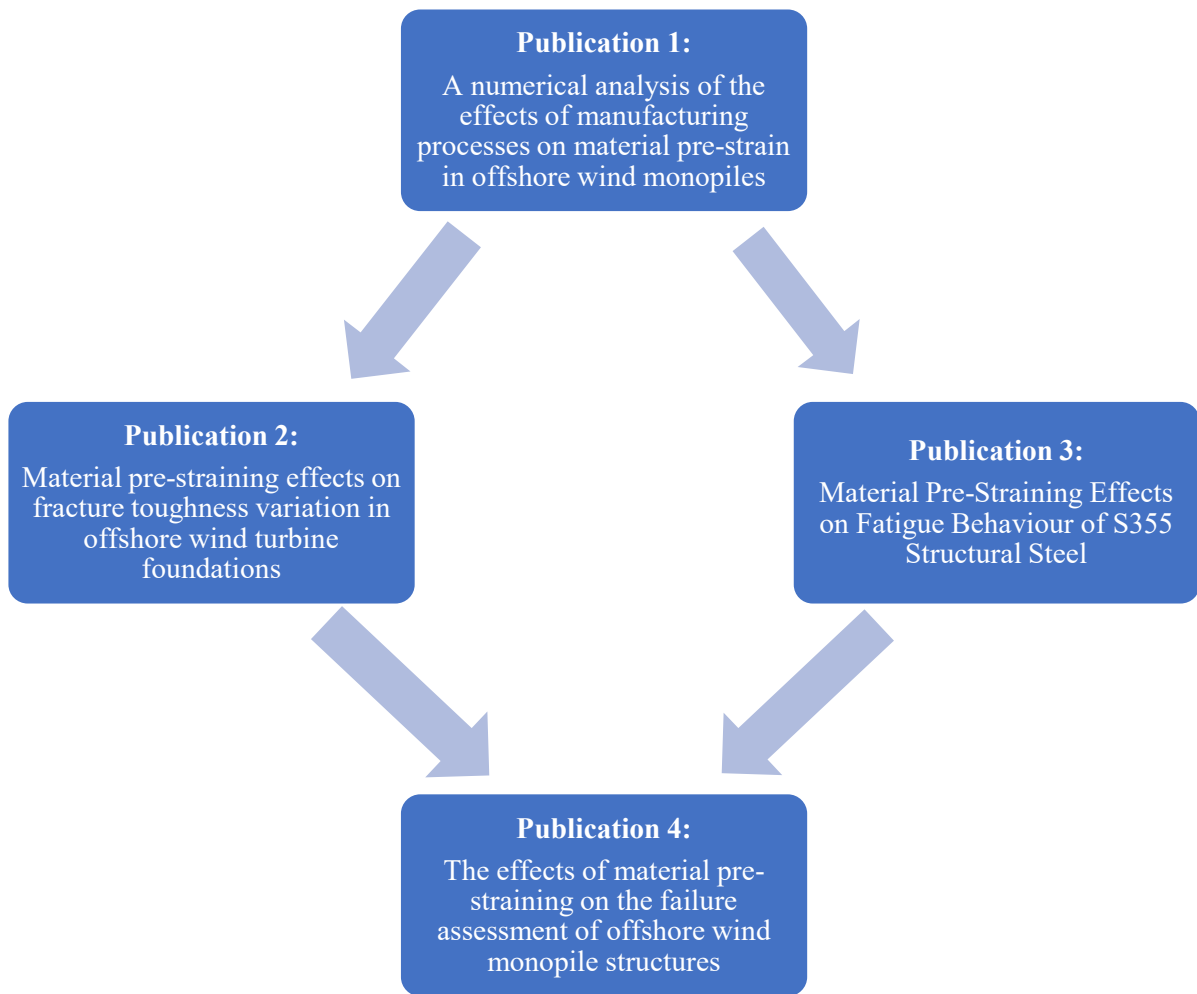 Publication 1:
A numerical analysis of the
effects of manufacturing
processes on material pre-strain
in offshore wind monopiles
Publication 2:
Material pre-straining effects on
fracture toughness variation in
offshore wind turbine
foundations
Publication 3:
Material Pre-Straining Effects
on Fatigue Behaviour of S355
Structural Steel
Publication 4:
The effects of material pre-
straining on the failure
assessment of offshore wind
monopile structures